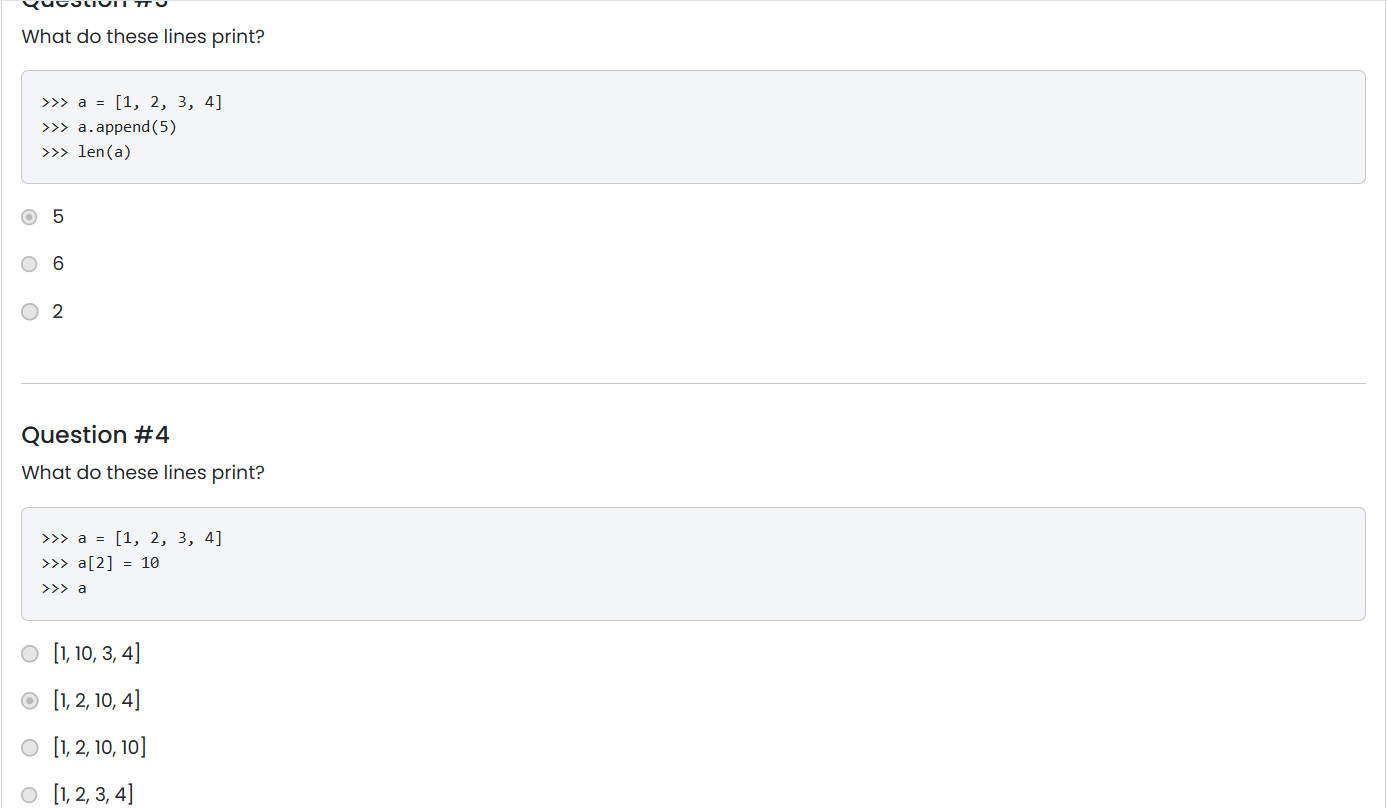 Question #3
What do these lines print?
>>> a = [1, 2, 3, 4]
>>> a.append(5)
>>> len(a)
5
6
2
Question #4
What do these lines print?
>>> a = [1, 2, 3, 4]
>>> a[2] = 10
>>> a
[1, 10, 3, 4]
[1, 2, 10, 4]
[1, 2, 10, 10]
[1, 2, 3, 4]